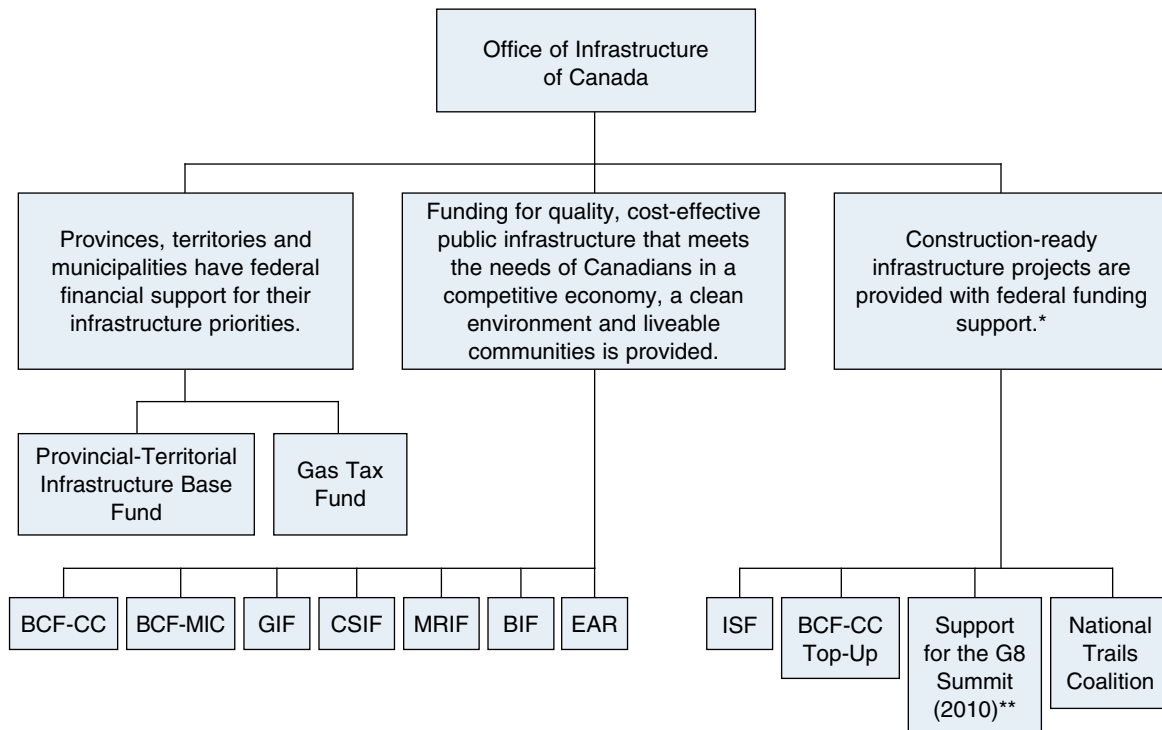 Office of Infrastructure
of Canada
Provinces, territories and
municipalities have federal
financial support for their
infrastructure priorities.
Funding for quality, cost-effective
public infrastructure that meets
the needs of Canadians in a
competitive economy, a clean
environment and liveable
communities is provided.
Construction-ready
infrastructure projects are
provided with federal funding
support.*
Provincial-Territorial
Infrastructure Base
Fund
Gas Tax
Fund
BCF-CC
BCF-MIC
GIF
CSIF
MRIF
BIF
EAR
ISF
BCF-CC
Top-Up
Support
for the G8
Summit
(2010)**
National
Trails
Coalition